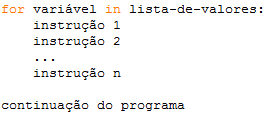 for variável in lista-de-valores:
    instrução 1
    instrução 2
    ...
    instrução n

continuação do programa